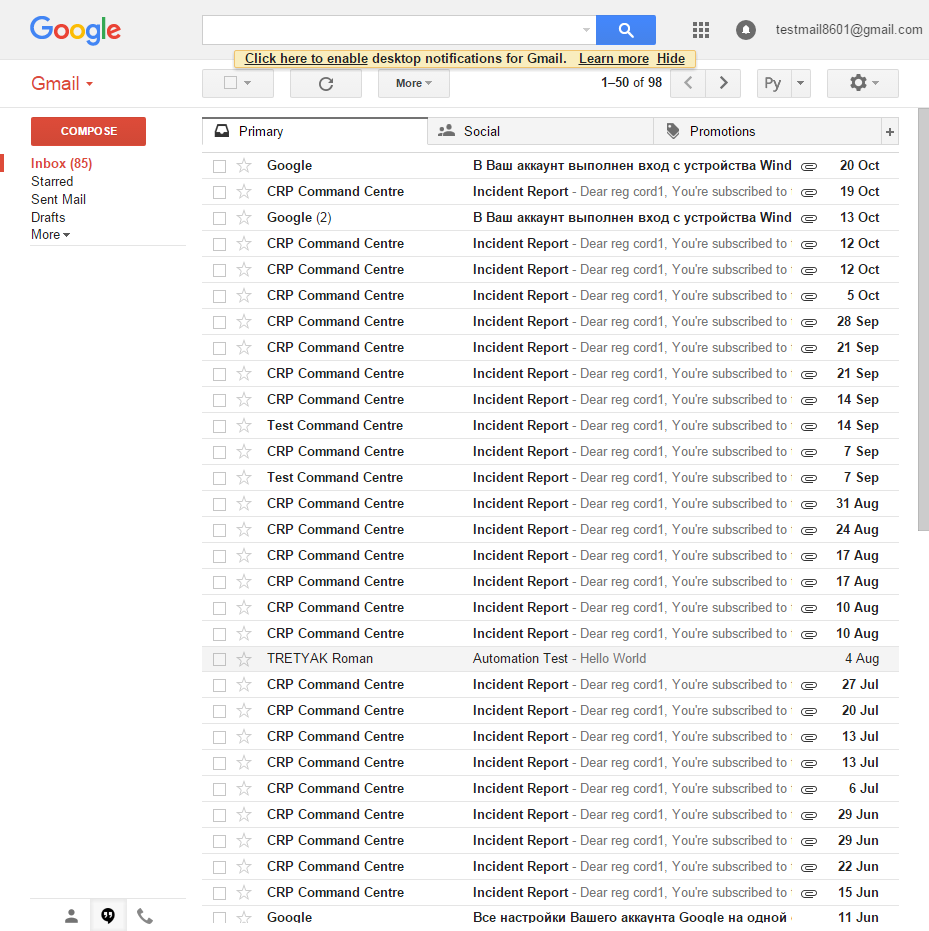 Google
testmail8601@gmail.com
Click here to enable desktop notifications for Gmail. Learn more Hide
Gmail
More
1–50 of 98
Ру
COMPOSE
Primary
Social
Promotions
+
Inbox (85)
Starred
Sent Mail
Drafts
More
Google В Ваш аккаунт выполнен вход с устройства Wind 20 Oct
CRP Command Centre Incident Report - Dear reg cord1, You're subscribed to 19 Oct
Google (2) В Ваш аккаунт выполнен вход с устройства Wind 13 Oct
CRP Command Centre Incident Report - Dear reg cord1, You're subscribed to 12 Oct
CRP Command Centre Incident Report - Dear reg cord1, You're subscribed to 12 Oct
CRP Command Centre Incident Report - Dear reg cord1, You're subscribed to 5 Oct
CRP Command Centre Incident Report - Dear reg cord1, You're subscribed to 28 Sep
CRP Command Centre Incident Report - Dear reg cord1, You're subscribed to 21 Sep
CRP Command Centre Incident Report - Dear reg cord1, You're subscribed to 21 Sep
CRP Command Centre Incident Report - Dear reg cord1, You're subscribed to 14 Sep
Test Command Centre Incident Report - Dear reg cord1, You're subscribed to 14 Sep
CRP Command Centre Incident Report - Dear reg cord1, You're subscribed to 7 Sep
Test Command Centre Incident Report - Dear reg cord1, You're subscribed to 7 Sep
CRP Command Centre Incident Report - Dear reg cord1, You're subscribed to 31 Aug
CRP Command Centre Incident Report - Dear reg cord1, You're subscribed to 24 Aug
CRP Command Centre Incident Report - Dear reg cord1, You're subscribed to 17 Aug
CRP Command Centre Incident Report - Dear reg cord1, You're subscribed to 17 Aug
CRP Command Centre Incident Report - Dear reg cord1, You're subscribed to 10 Aug
CRP Command Centre Incident Report - Dear reg cord1, You're subscribed to 10 Aug
TRETYAK Roman Automation Test - Hello World 4 Aug
CRP Command Centre Incident Report - Dear reg cord1, You're subscribed to 27 Jul
CRP Command Centre Incident Report - Dear reg cord1, You're subscribed to 20 Jul
CRP Command Centre Incident Report - Dear reg cord1, You're subscribed to 13 Jul
CRP Command Centre Incident Report - Dear reg cord1, You're subscribed to 13 Jul
CRP Command Centre Incident Report - Dear reg cord1, You're subscribed to 6 Jul
CRP Command Centre Incident Report - Dear reg cord1, You're subscribed to 29 Jun
CRP Command Centre Incident Report - Dear reg cord1, You're subscribed to 29 Jun
CRP Command Centre Incident Report - Dear reg cord1, You're subscribed to 22 Jun
CRP Command Centre Incident Report - Dear reg cord1, You're subscribed to 15 Jun
Google Все настройки Вашего аккаунта Google на одной 11 Jun